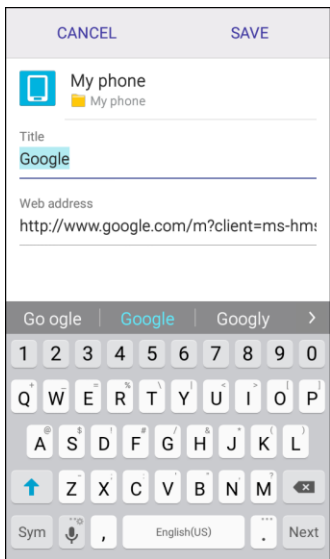 CANCEL SAVE
My phone
My phone
Title
Google
Web address
http://www.google.com/m?client=ms-hms
Go ogle Google Googly >
1 2 3 4 5 6 7 8 9 0
+ × = % \ | < > [ ]
Q W E R T Y U I O P
@ $ ! # / & * ( )
A S D F G H J K L
- ' " : ; , ?
Z X C V B N M
Sym , English(US) . Next